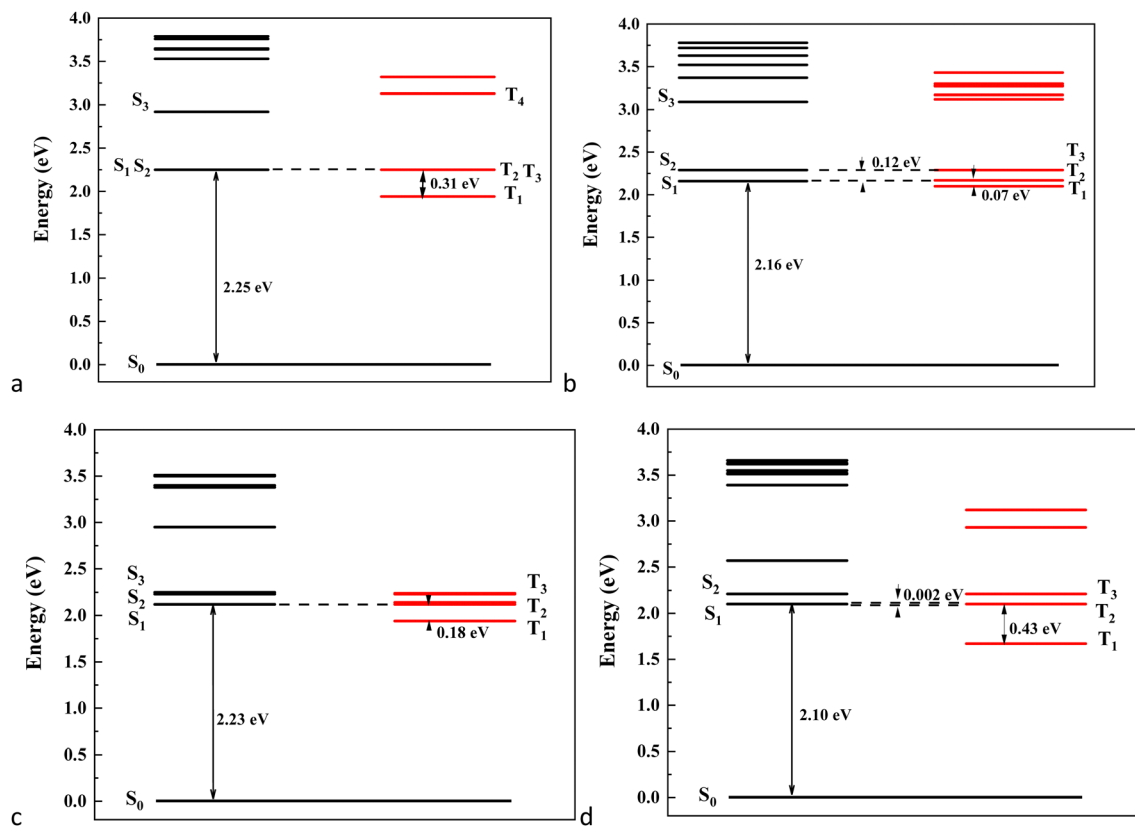 4.0
3.5
3.0
2.5
2.0
1.5
1.0
0.5
0.0
Energy (eV)
S₃
S₁ S₂
S₀
2.25 eV
T₄
T₂ T₃
0.31 eV
T₁
a
4.0
3.5
3.0
2.5
2.0
1.5
1.0
0.5
0.0
Energy (eV)
S₃
S₂
S₁
S₀
2.16 eV
0.12 eV
T₃
T₂
T₁
0.07 eV
b
4.0
3.5
3.0
2.5
2.0
1.5
1.0
0.5
0.0
Energy (eV)
S₃
S₂
S₁
S₀
2.23 eV
T₃
T₂
T₁
0.18 eV
c
4.0
3.5
3.0
2.5
2.0
1.5
1.0
0.5
0.0
Energy (eV)
S₂
S₁
S₀
2.10 eV
0.002 eV
T₃
T₂
0.43 eV
T₁
d